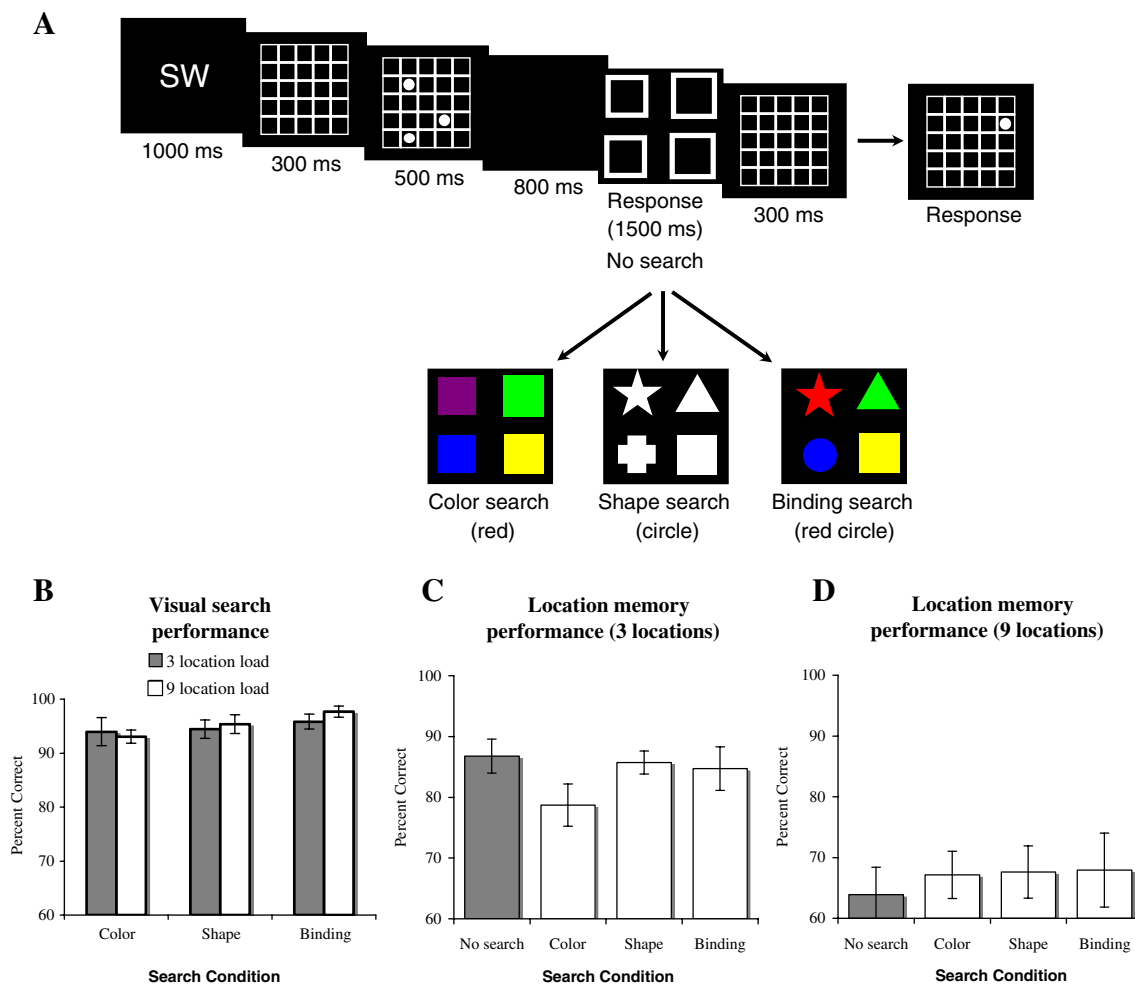 A
SW
1000 ms
300 ms
500 ms
800 ms
Response
(1500 ms)
No search
300 ms
Response
Color search
(red)
Shape search
(circle)
Binding search
(red circle)
B
Visual search
performance
3 location load
9 location load
100
90
80
70
60
Percent Correct
Color
Shape
Binding
Search Condition
C
Location memory
performance (3 locations)
100
90
80
70
60
Percent Correct
No search
Color
Shape
Binding
Search Condition
D
Location memory
performance (9 locations)
100
90
80
70
60
Percent Correct
No search
Color
Shape
Binding
Search Condition